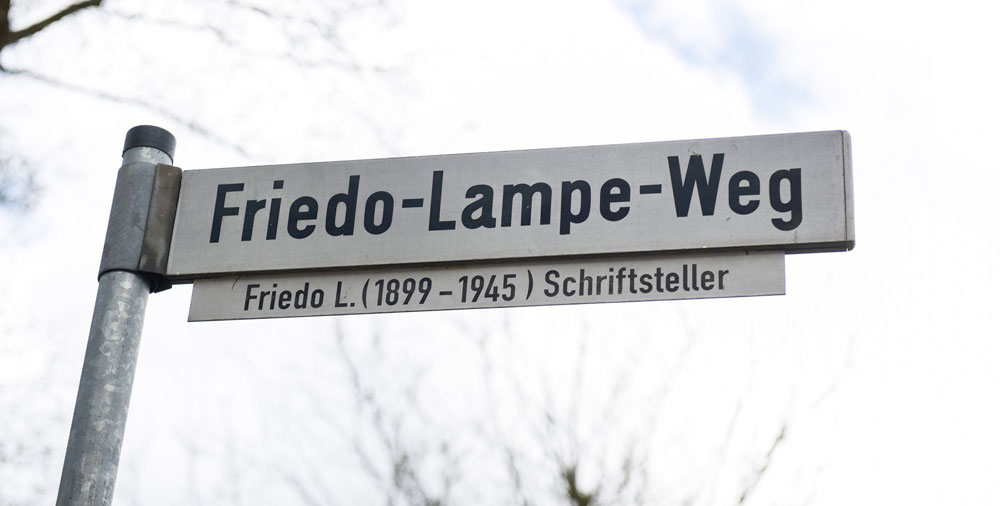 Friedo-Lampe-Weg
Friedo L. (1899 – 1945) Schriftsteller